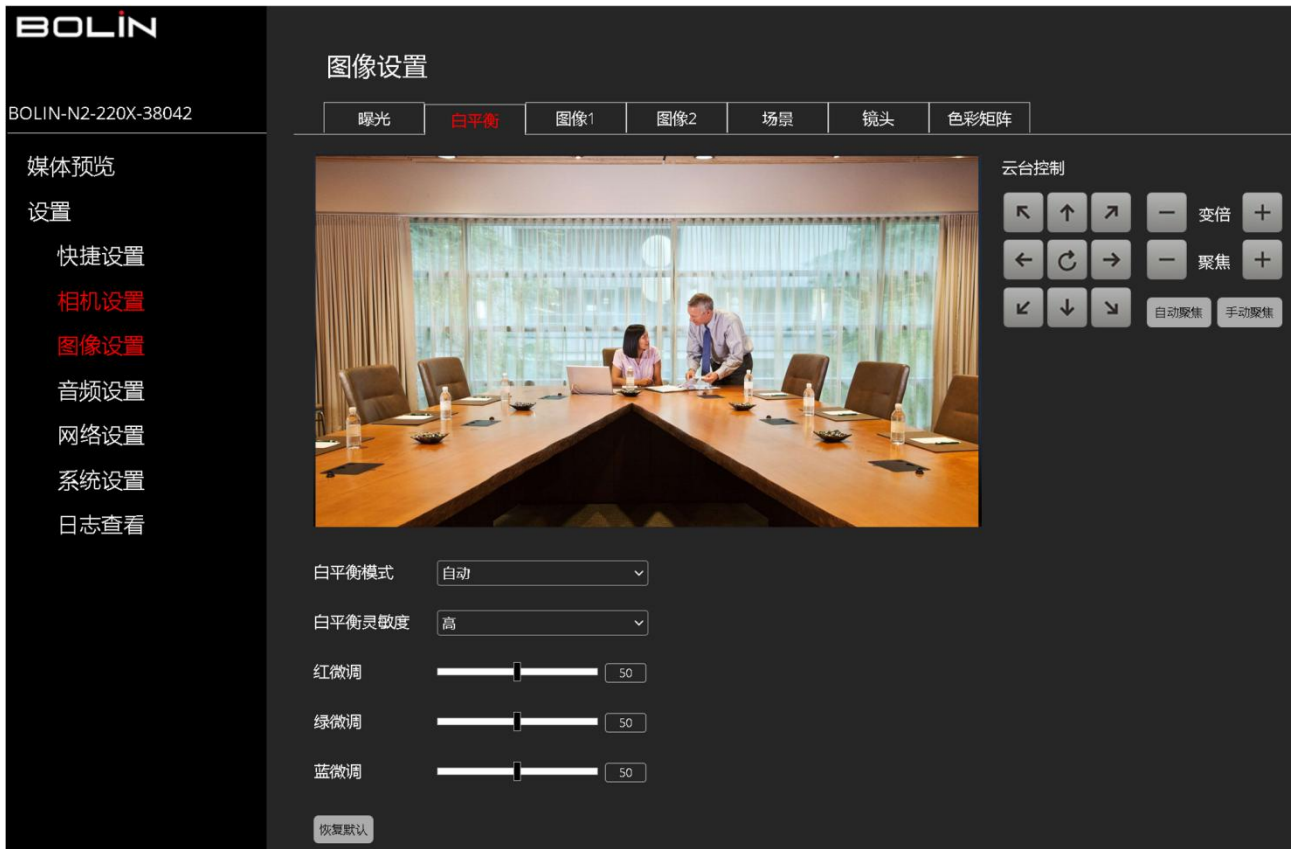 BOLIN
BOLIN-N2-220X-38042
媒体预览
设置
快捷设置
相机设置
图像设置
音频设置
网络设置
系统设置
日志查看
图像设置
曝光 白平衡 图像1 图像2 场景 镜头 色彩矩阵
云台控制
变倍
聚焦
自动聚焦 手动聚焦
白平衡模式 自动
白平衡灵敏度 高
红微调 50
绿微调 50
蓝微调 50
恢复默认